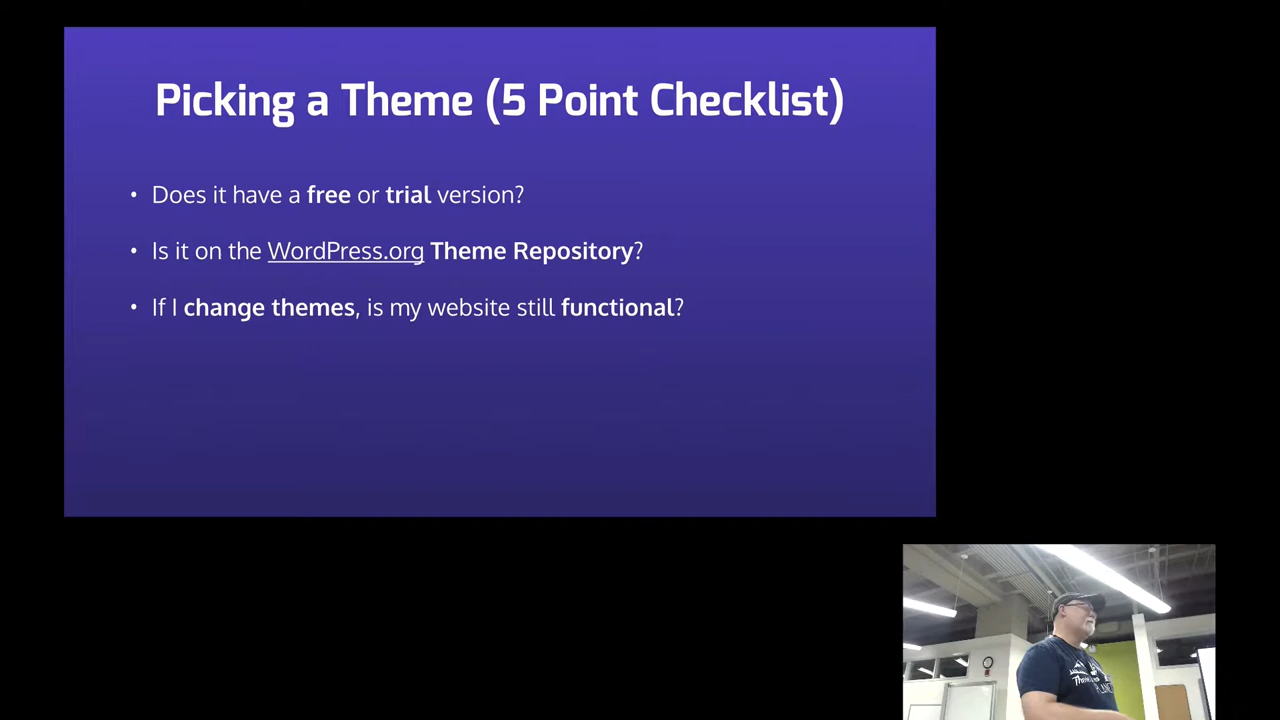 Picking a Theme (5 Point Checklist)
• Does it have a free or trial version?
• Is it on the WordPress.org Theme Repository?
• If I change themes, is my website still functional?